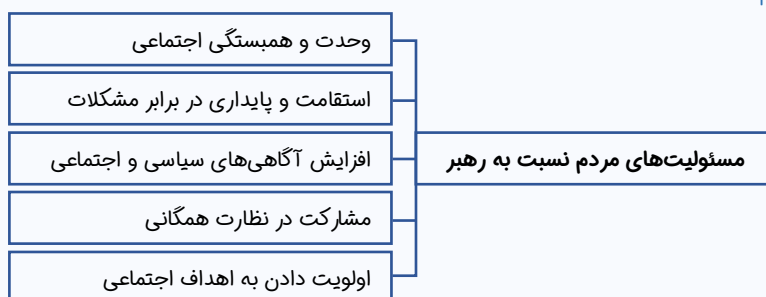 مسئولیت‌های مردم نسبت به رهبر
وحدت و همبستگی اجتماعی
استقامت و پایداری در برابر مشکلات
افزایش آگاهی‌های سیاسی و اجتماعی
مشارکت در نظارت همگانی
اولویت دادن به اهداف اجتماعی